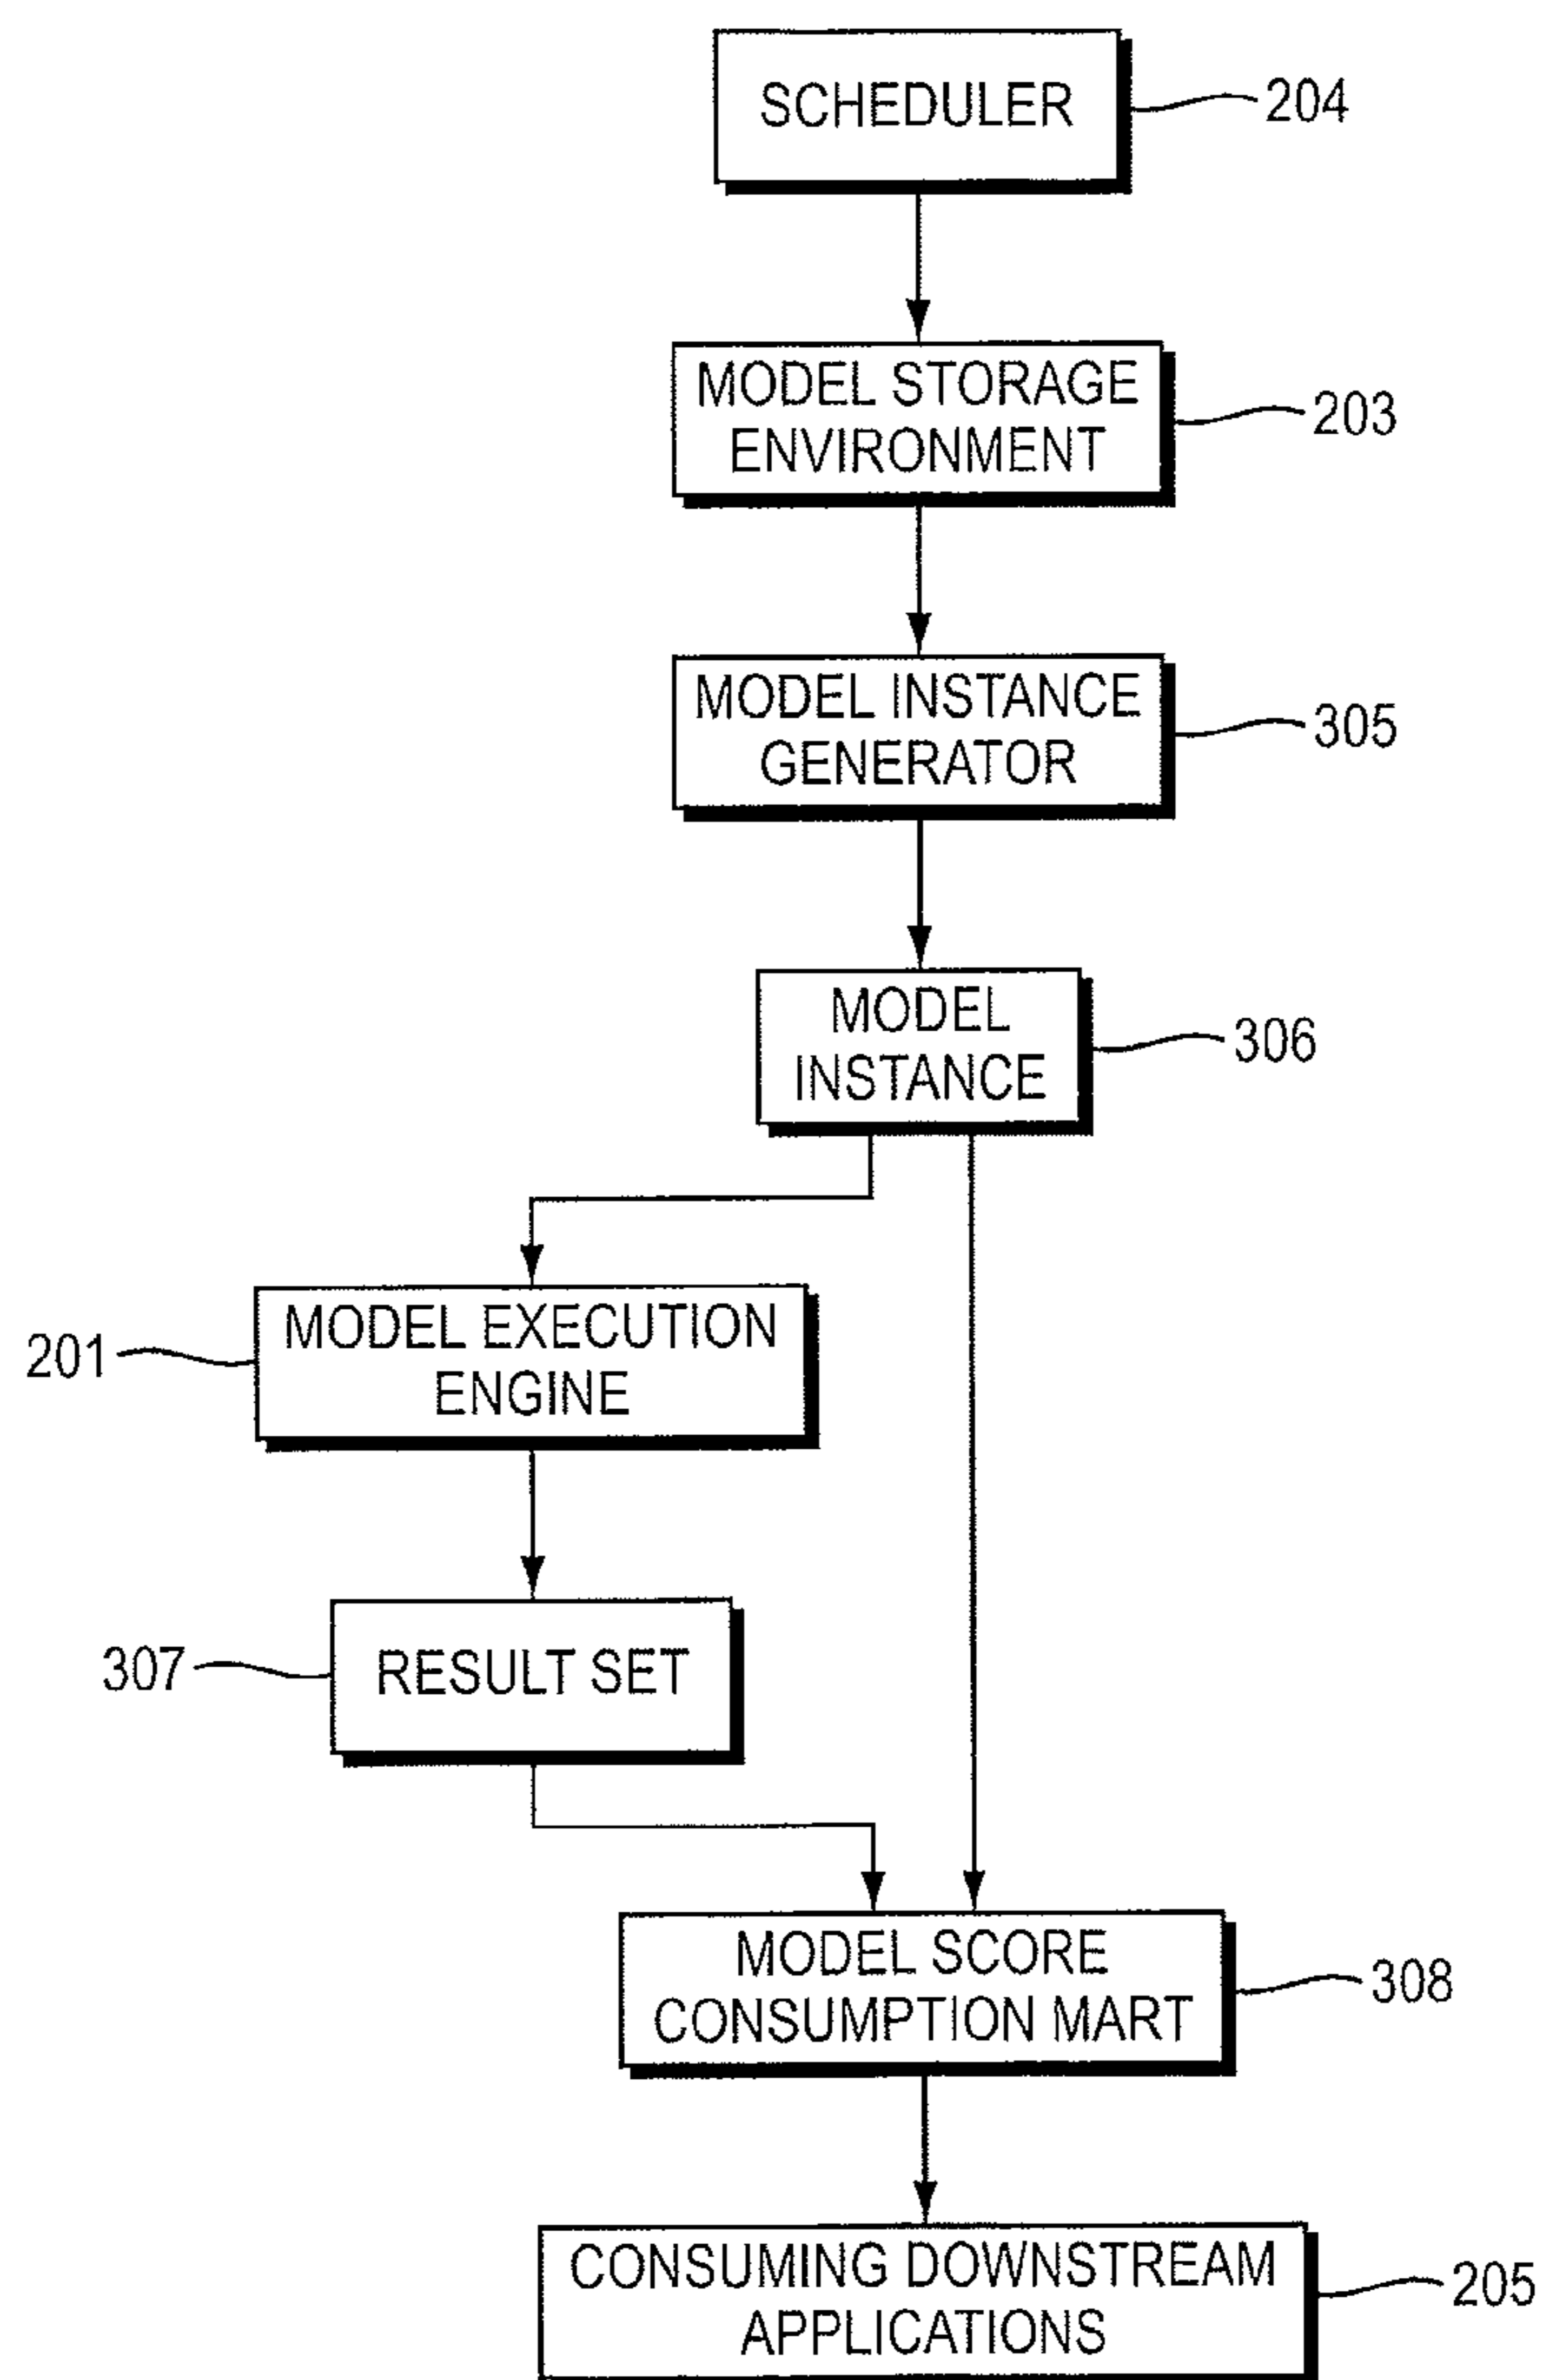 SCHEDULER
204
MODEL STORAGE
ENVIRONMENT
203
MODEL INSTANCE
GENERATOR
305
MODEL
INSTANCE
306
MODEL EXECUTION
ENGINE
201
RESULT SET
307
MODEL SCORE
CONSUMPTION MART
308
CONSUMING DOWNSTREAM
APPLICATIONS
205